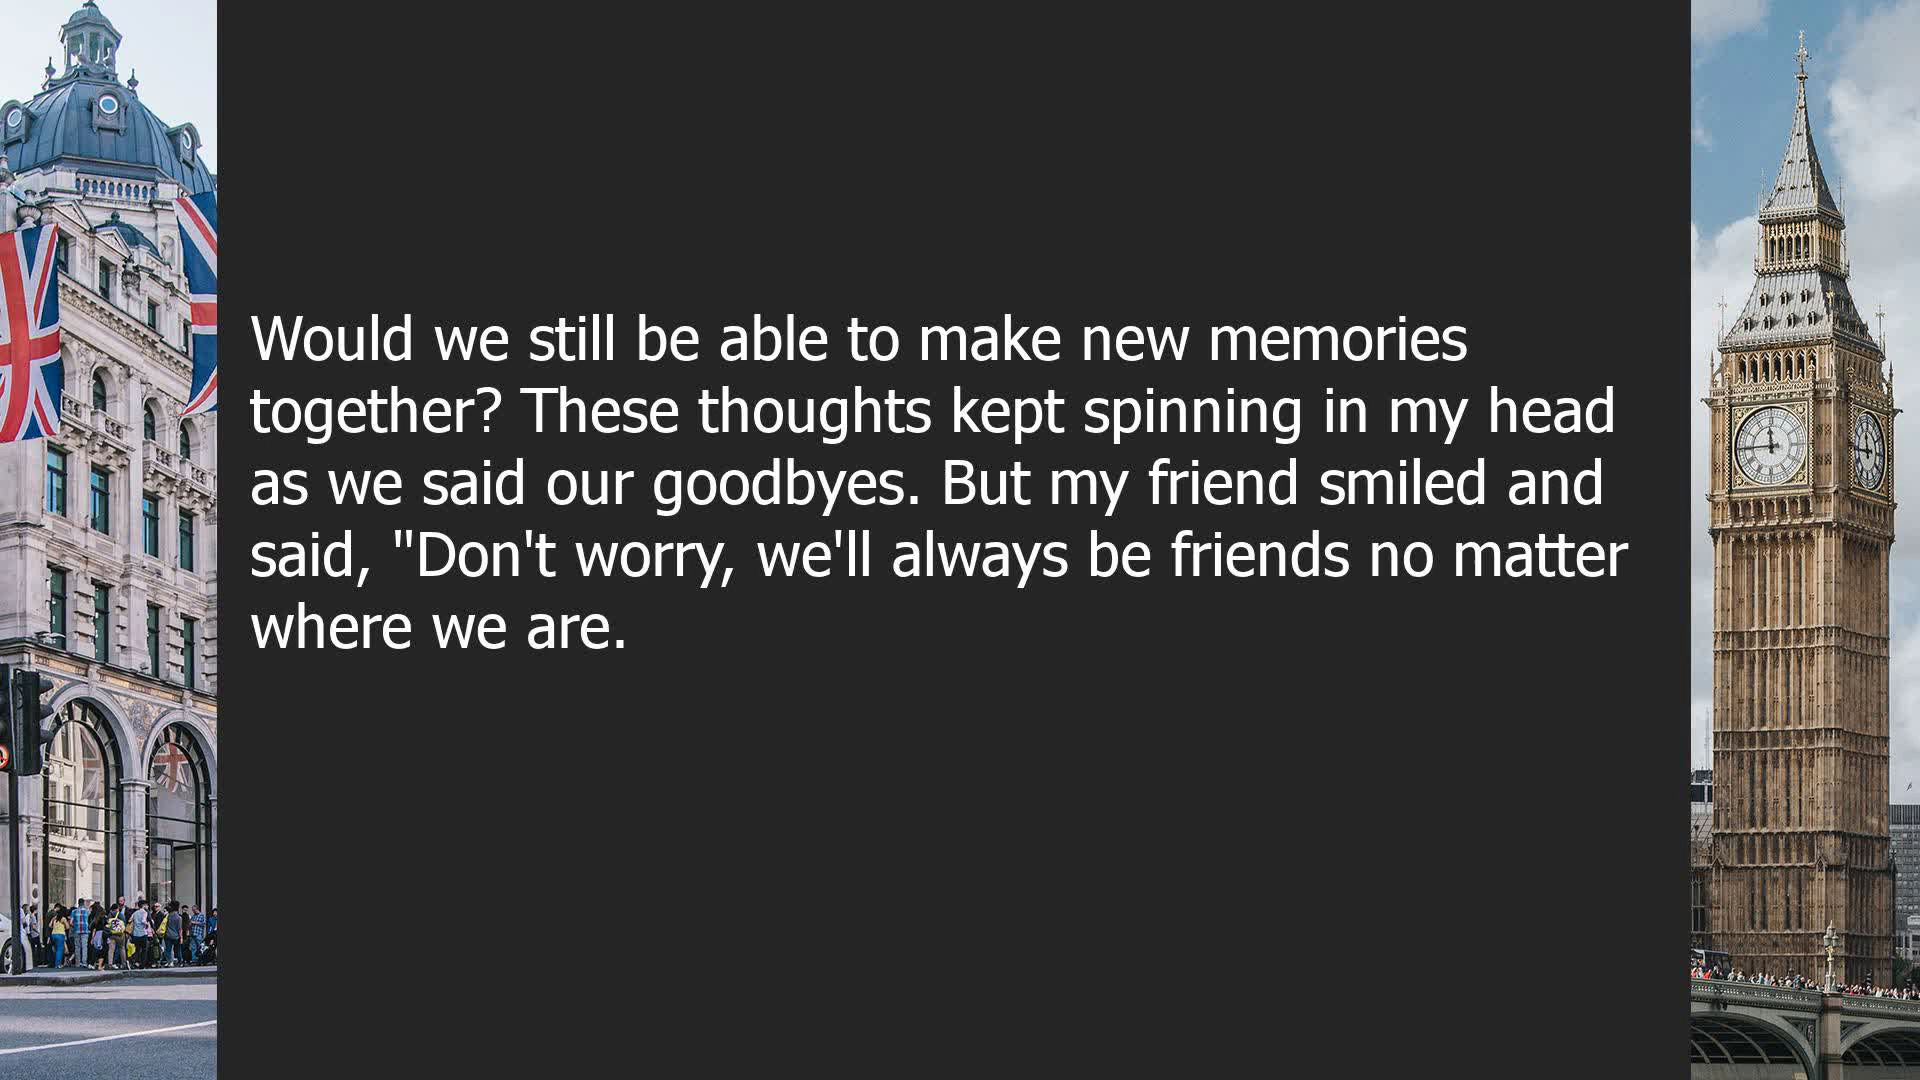 Would we still be able to make new memories
together? These thoughts kept spinning in my head
as we said our goodbyes. But my friend smiled and
said, "Don't worry, we'll always be friends no matter
where we are.